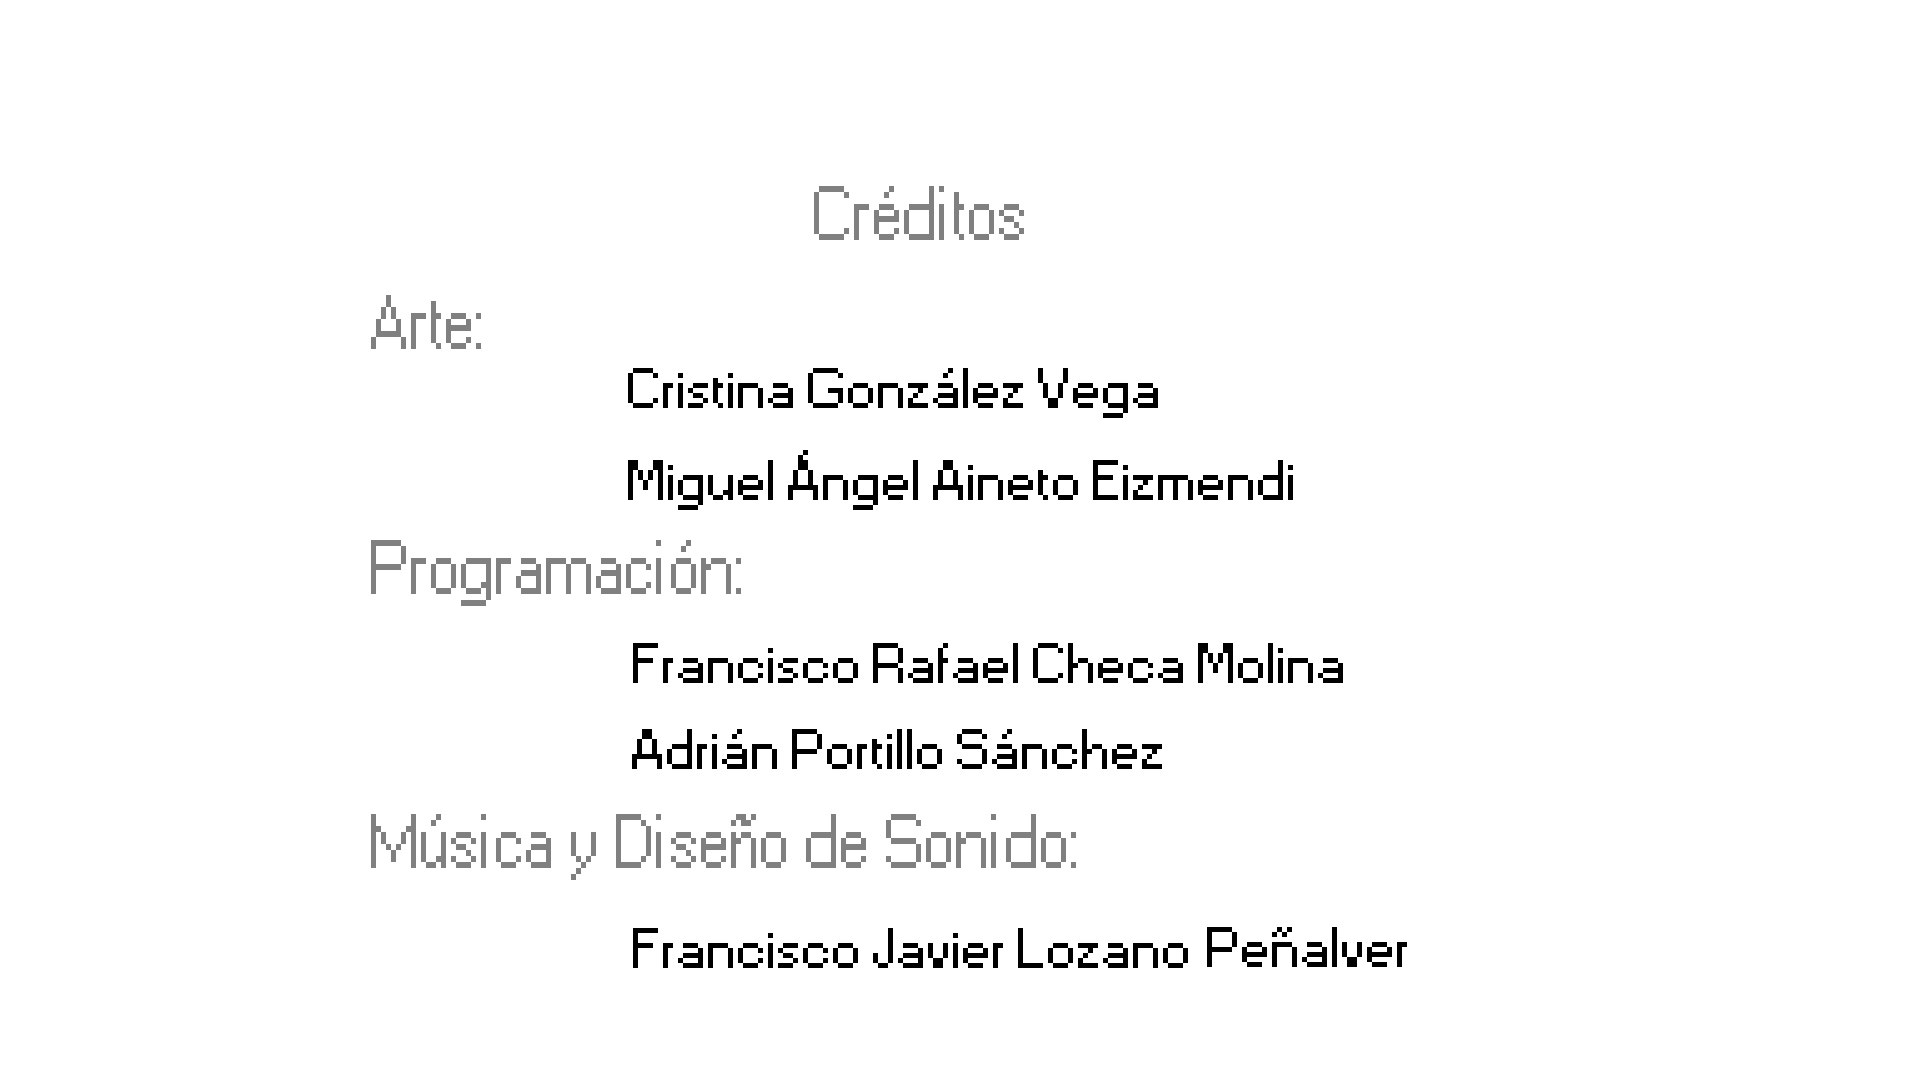 Créditos
Arte:
Cristina González Vega
Miguel Ángel Aineto Eizmendi
Programación:
Francisco Rafael Checa Molina
Adrián Portillo Sánchez
Música y Diseño de Sonido:
Francisco Javier Lozano Peñalver